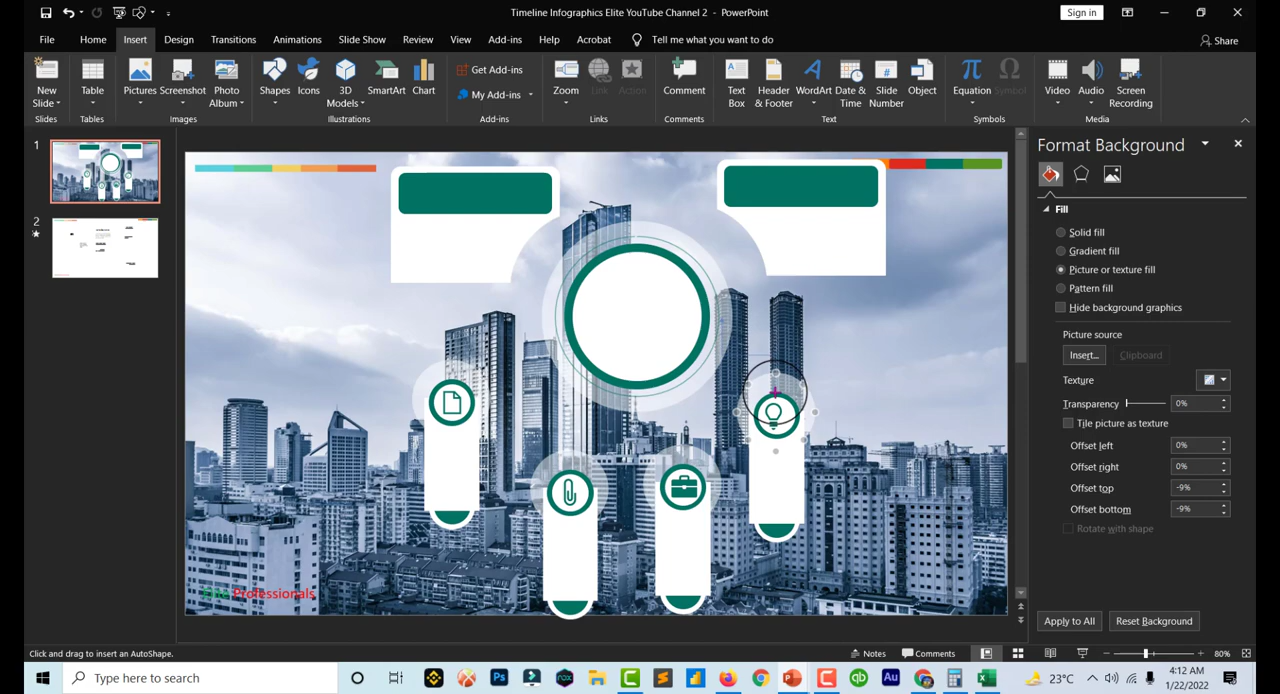 Timeline Infographics Elite YouTube Channel 2 - PowerPoint
Sign in
File Home Insert Design Transitions Animations Slide Show Review View Add-ins Help Acrobat Tell me what you want to do
Share
New Slide
Table
Pictures
Screenshot
Photo Album
Shapes
Icons
3D Models
SmartArt
Chart
Get Add-ins
My Add-ins
Zoom
Link
Action
Comment
Text Box
Header & Footer
WordArt
Date & Time
Slide Number
Object
Equation
Symbol
Video
Audio
Screen Recording
Slides Tables Images Illustrations Add-ins Links Comments Text Symbols Media
1
2
Elite Professionals
Format Background
Fill
Solid fill
Gradient fill
Picture or texture fill
Pattern fill
Hide background graphics
Picture source
Insert... Clipboard
Texture
Transparency 0%
Tile picture as texture
Offset left 0%
Offset right 0%
Offset top -9%
Offset bottom -9%
Rotate with shape
Apply to All Reset Background
Click and drag to insert an AutoShape.
Notes Comments 80%
Type here to search
23°C
4:12 AM
1/22/2022